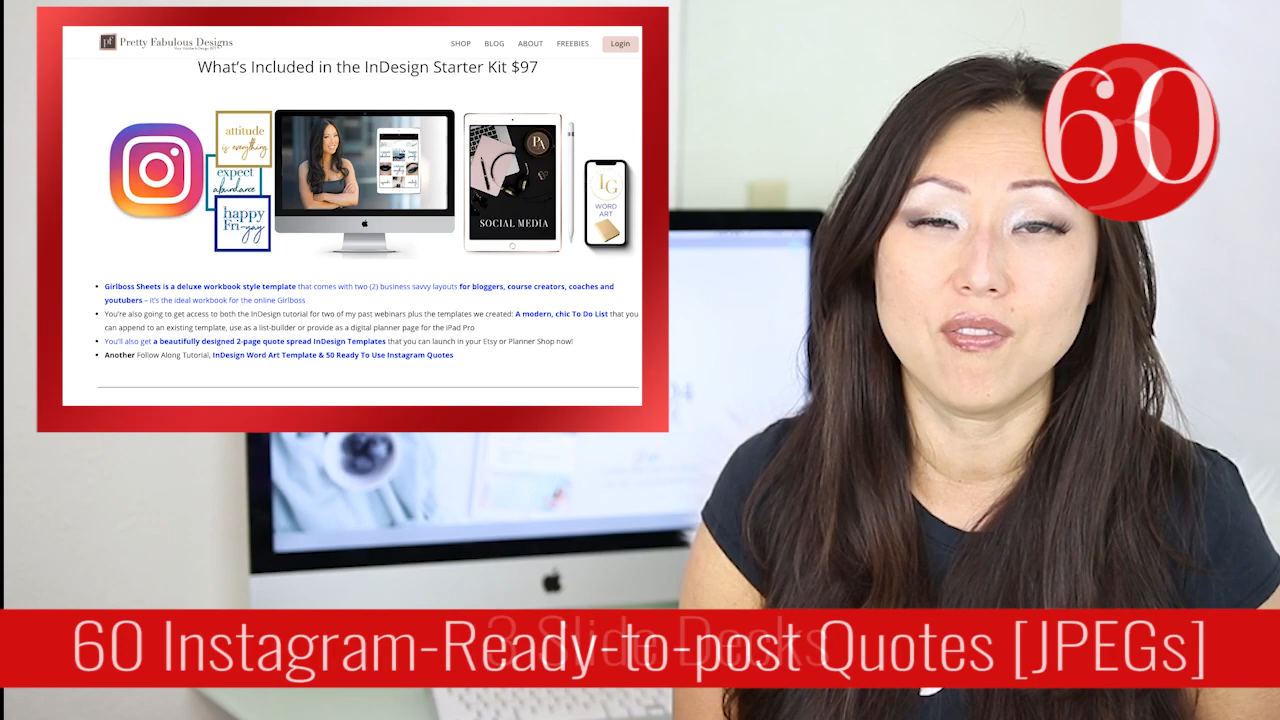 pf Pretty Fabulous Designs
SHOP BLOG ABOUT FREEBIES Login
What's Included in the InDesign Starter Kit $97
attitude
is everything
expect
abundance
happy
Fri-yay
PA
SOCIAL MEDIA
IG
WORD
ART
• Girlboss Sheets is a deluxe workbook style template that comes with two (2) business savvy layouts for bloggers, course creators, coaches and
youtubers – it's the ideal workbook for the online Girlboss
• You're also going to get access to both the InDesign tutorial for two of my past webinars plus the templates we created: A modern, chic To Do List that you
can append to an existing template, use as a list-builder or provide as a digital planner page for the iPad Pro
• You'll also get a beautifully designed 2-page quote spread InDesign Templates that you can launch in your Etsy or Planner Shop now!
• Another Follow Along Tutorial, InDesign Word Art Template & 50 Ready To Use Instagram Quotes
60
3
60 Instagram-Ready-to-post Quotes [JPEGs]
3 Slide Decks